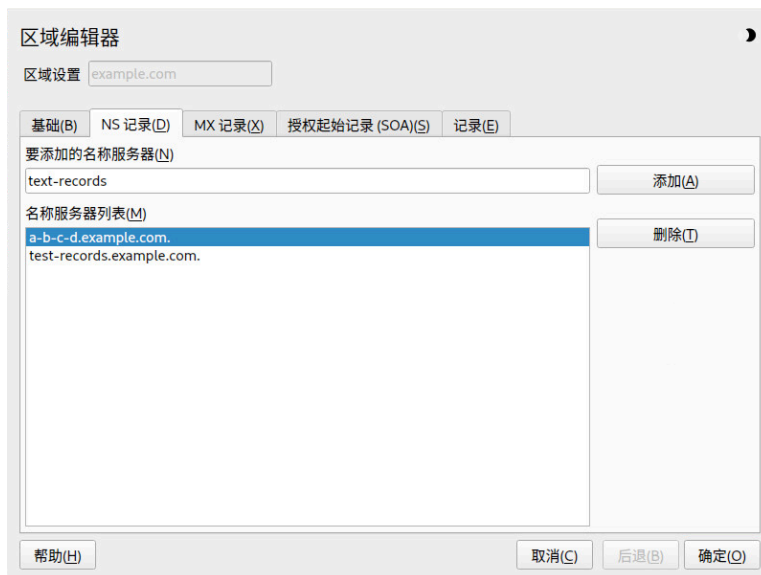 区域编辑器
区域设置 example.com
基础(B) NS 记录(D) MX 记录(X) 授权起始记录 (SOA)(S) 记录(E)
要添加的名称服务器(N)
text-records 添加(A)
名称服务器列表(M)
删除(T)
a-b-c-d.example.com.
test-records.example.com.
帮助(H) 取消(C) 后退(B) 确定(O)